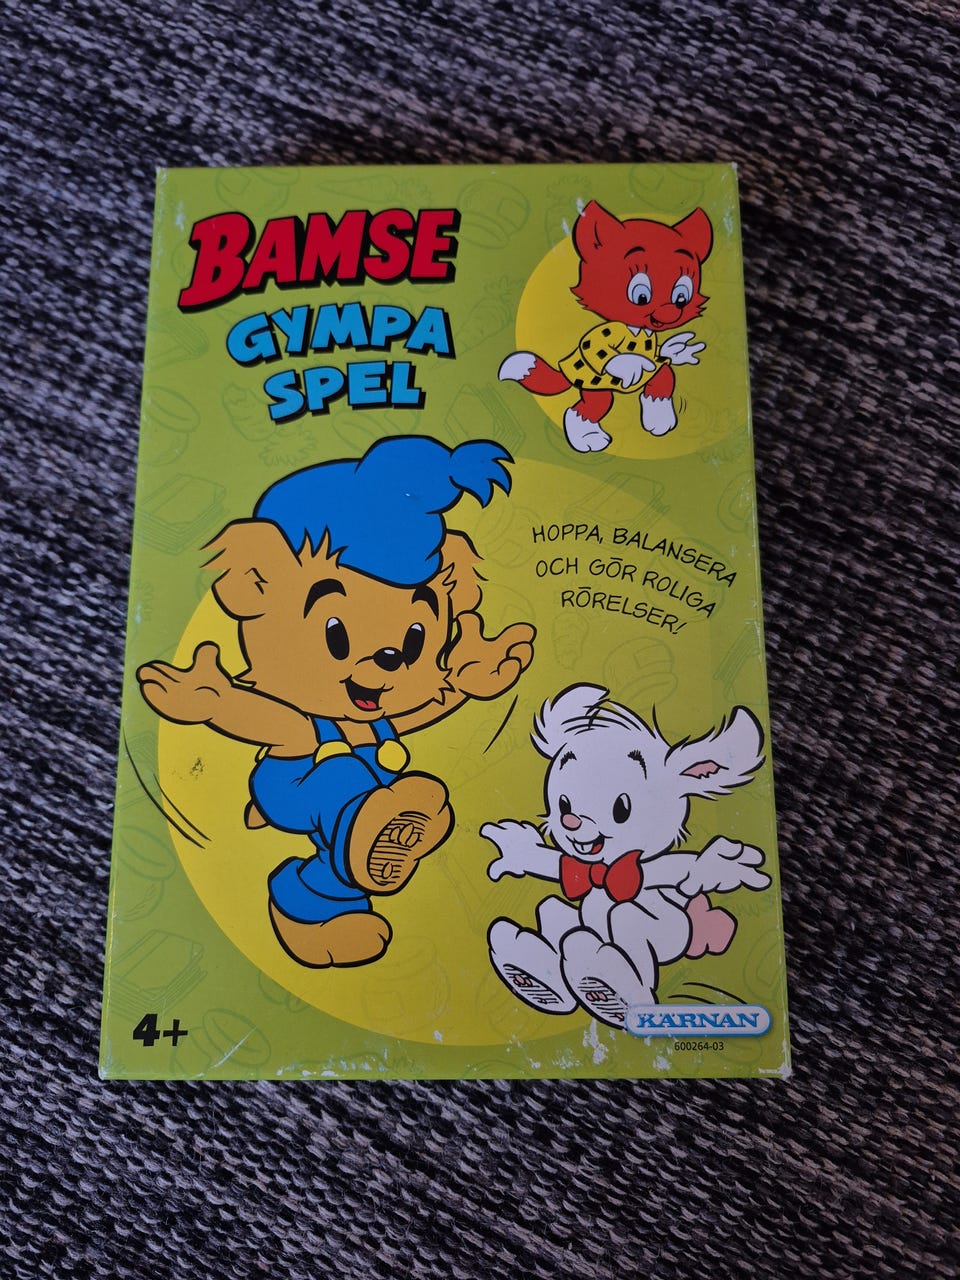 BAMSE
GYMPA
SPEL
HOPPA, BALANSERA
OCH GÖR ROLIGA
RÖRELSER!
4+
KÄRNAN
600264-03